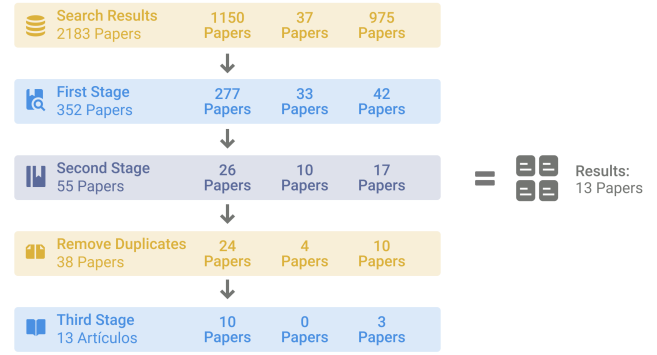 Search Results
2183 Papers
1150 Papers
37 Papers
975 Papers
First Stage
352 Papers
277 Papers
33 Papers
42 Papers
Second Stage
55 Papers
26 Papers
10 Papers
17 Papers
Results:
13 Papers
Remove Duplicates
38 Papers
24 Papers
4 Papers
10 Papers
Third Stage
13 Artículos
10 Papers
0 Papers
3 Papers